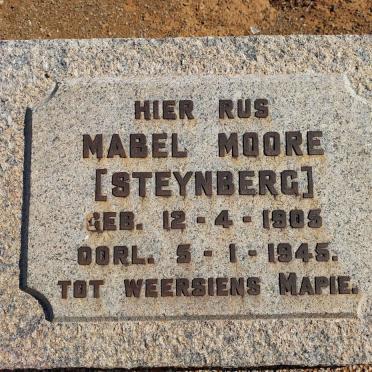 HIER RUS
MABEL MOORE
[STEYNBERG]
GEB. 12-4-1905
OORL. 5-1-1945.
TOT WEERSIENS MAPIE.